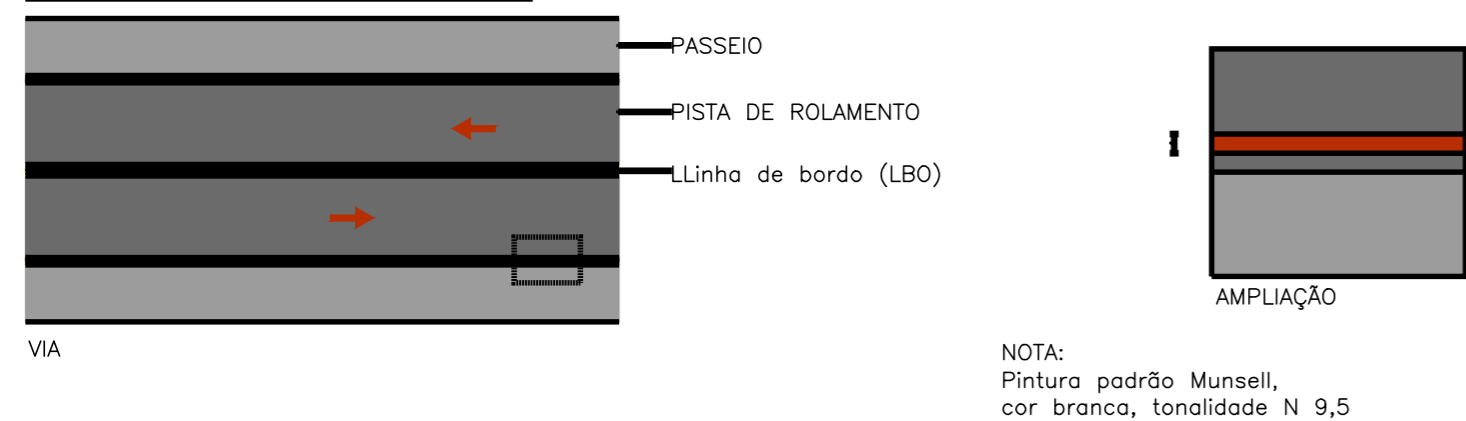 PASSEIO
PISTA DE ROLAMENTO
LLinha de bordo (LBO)
VIA
AMPLIAÇÃO
NOTA:
Pintura padrão Munsell,
cor branca, tonalidade N 9,5